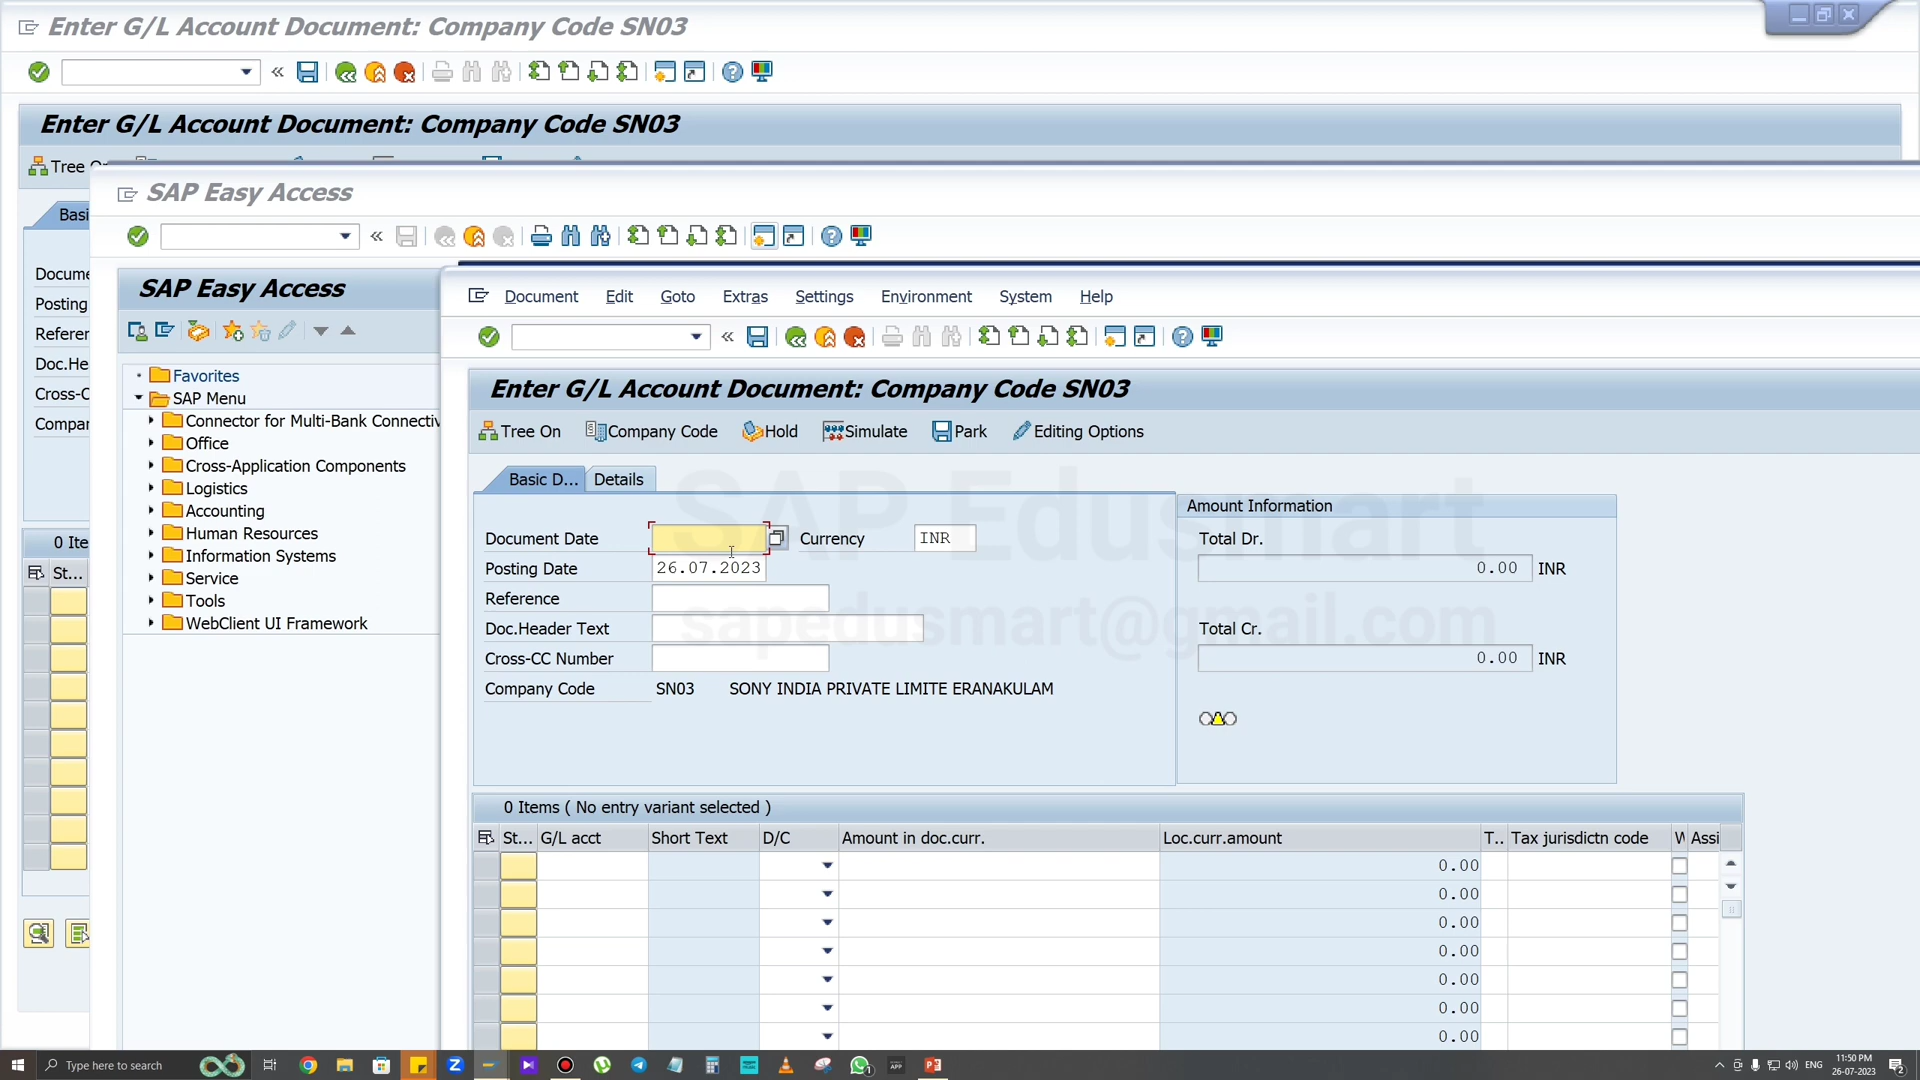 Enter G/L Account Document: Company Code SN03
Enter G/L Account Document: Company Code SN03
Tree
SAP Easy Access
Basi
SAP Easy Access
Docume
Posting
Referen
Doc.Hea
Cross-C
Compan
0 Ite
St...
Favorites
SAP Menu
Connector for Multi-Bank Connectiv
Office
Cross-Application Components
Logistics
Accounting
Human Resources
Information Systems
Service
Tools
WebClient UI Framework
Document Edit Goto Extras Settings Environment System Help
Enter G/L Account Document: Company Code SN03
Tree On Company Code Hold Simulate Park Editing Options
Basic D... Details
SAP Edusmart
sapedusmart@gmail.com
Document Date Currency INR
Posting Date 26.07.2023
Reference
Doc.Header Text
Cross-CC Number
Company Code SN03 SONY INDIA PRIVATE LIMITE ERANAKULAM
Amount Information
Total Dr.
0.00 INR
Total Cr.
0.00 INR
0 Items ( No entry variant selected )
St... G/L acct Short Text D/C Amount in doc.curr. Loc.curr.amount T.. Tax jurisdictn code V Assi
0.00
0.00
0.00
0.00
0.00
0.00
0.00
Type here to search
ENG
11:50 PM
26-07-2023